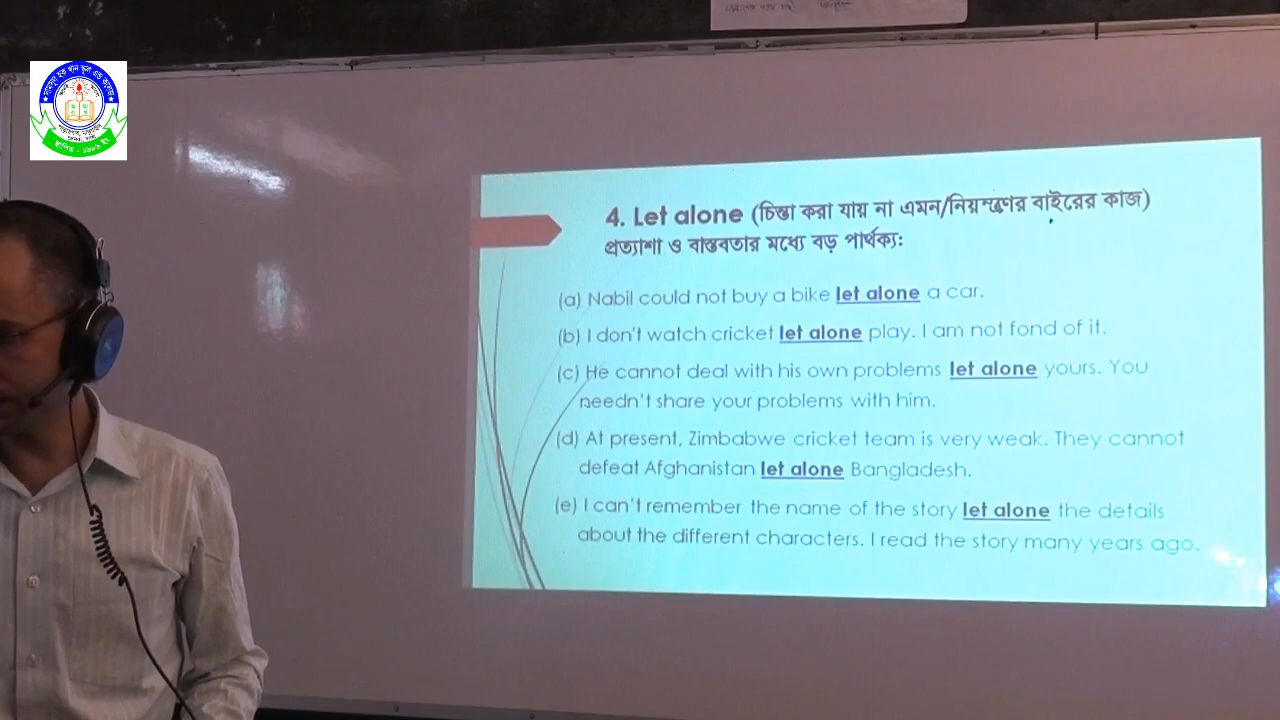 4. Let alone (চিন্তা করা যায় না এমন/নিয়ন্ত্রণের বাইরের কাজ)
প্রত্যাশা ও বাস্তবতার মধ্যে বড় পার্থক্য:
(a) Nabil could not buy a bike let alone a car.
(b) I don't watch cricket let alone play. I am not fond of it.
(c) He cannot deal with his own problems let alone yours. You
needn't share your problems with him.
(d) At present, Zimbabwe cricket team is very weak. They cannot
defeat Afghanistan let alone Bangladesh.
(e) I can't remember the name of the story let alone the details
about the different characters. I read the story many years ago.
স্থাপিত - ১৯৮৯ ইং